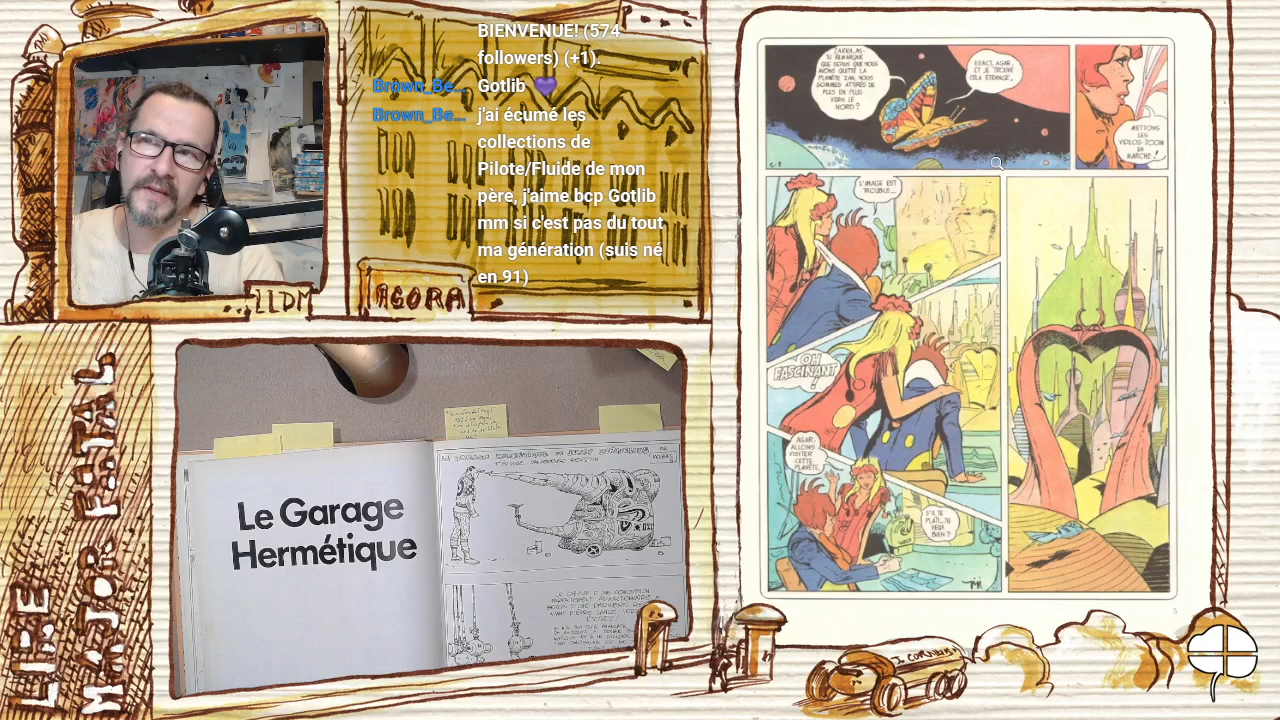 BIENVENUE! (574
followers) (+1).
Brown_Be... Gotlib 💜
Brown_Be... j'ai écumé les
collections de
Pilote/Fluide de mon
père, j'aime bcp Gotlib
mm si c'est pas du tout
ma génération (suis né
en 91)
LLDM
AGORA
LIRE
MAJOR FATAL
Le Garage
Hermétique
J. CORNELIUS
TU REMARQUÉ
QUE DEPUIS QUE NOUS
AVONS QUITTÉ LA
PLANÈTE ZAM, NOUS
SOMMES ATTIRÉS DE
PLUS EN PLUS
VERS LE
NORD?
EXACT, AGAR,
ET JE TROUVE
CELA ÉTRANGE...
METTONS
LES
VIDÉOS-ZOOM
EN
MARCHE!
L'IMAGE EST
TROUBLE...
OH
FASCINANT
!
AGAR,
ALLONS
VISITER
CETTE
PLANÈTE,
S'IL TE
PLAÎT... TU
VEUX
BIEN?